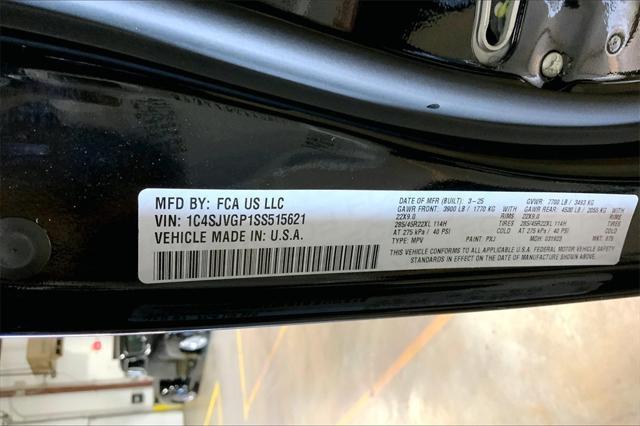 MFD BY: FCA US LLC
VIN: 1C4SJVGP1SS515621
VEHICLE MADE IN: U.S.A.
DATE OF MFR (BUILT): 3-25 GVWR: 7700 LB / 3493 KG
GAWR FRONT: 3900 LB / 1770 KG WITH GAWR REAR: 4530 LB / 2055 KG WITH
22X9.0 RIMS 22X9.0 RIMS
285/45R22XL 114H TIRES 285/45R22XL 114H TIRES
AT 275 kPa / 40 PSI COLD AT 275 kPa / 40 PSI COLD
TYPE: MPV PAINT: PXJ MDH: 031923 MKT: 675
THIS VEHICLE CONFORMS TO ALL APPLICABLE U.S.A. FEDERAL MOTOR VEHICLE SAFETY
STANDARDS IN EFFECT ON THE DATE OF MANUFACTURE SHOWN ABOVE.